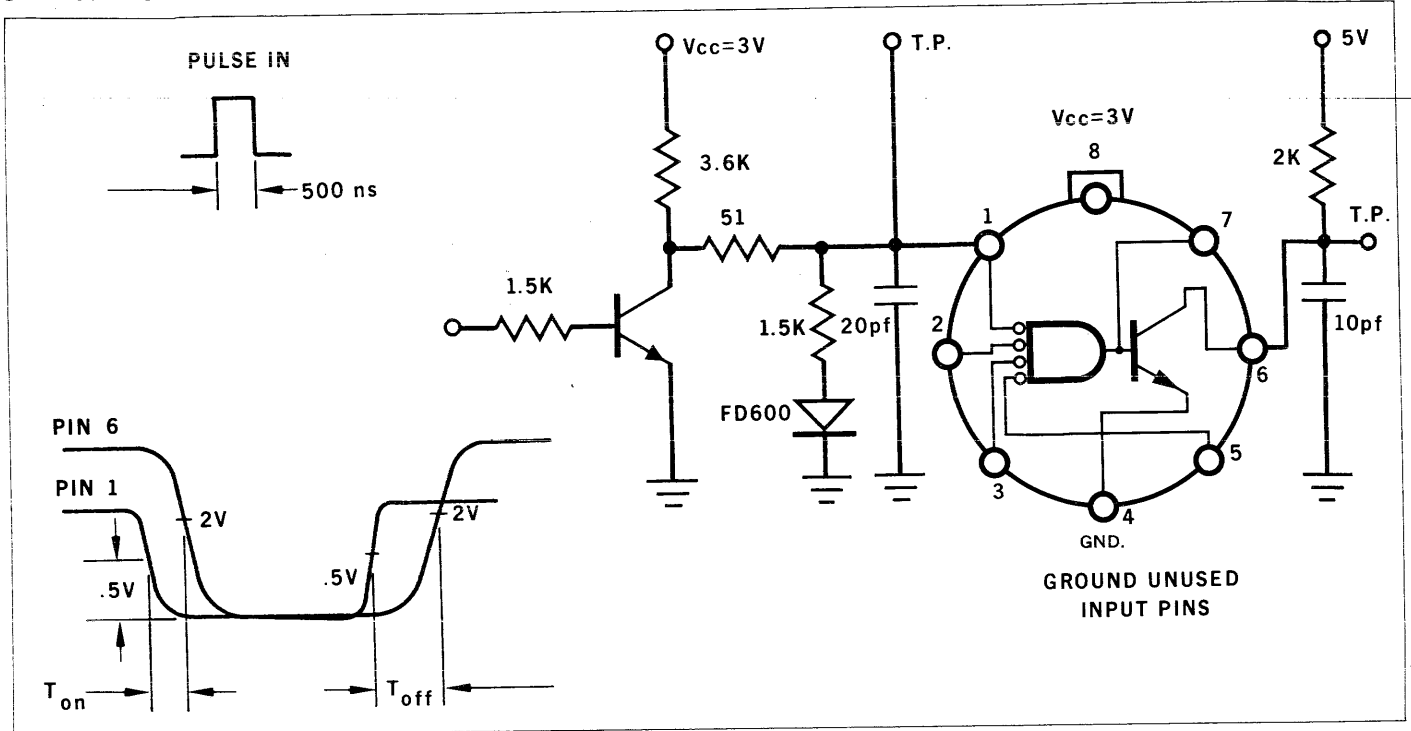 PULSE IN
500 ns
Vcc=3V
3.6K
51
1.5K
1.5K
20pf
FD600
T.P.
Vcc=3V
8
1
7
2
6
3
5
4
GND.
GROUND UNUSED
INPUT PINS
5V
2K
T.P.
10pf
PIN 6
PIN 1
2V
.5V
.5V
2V
Ton
Toff